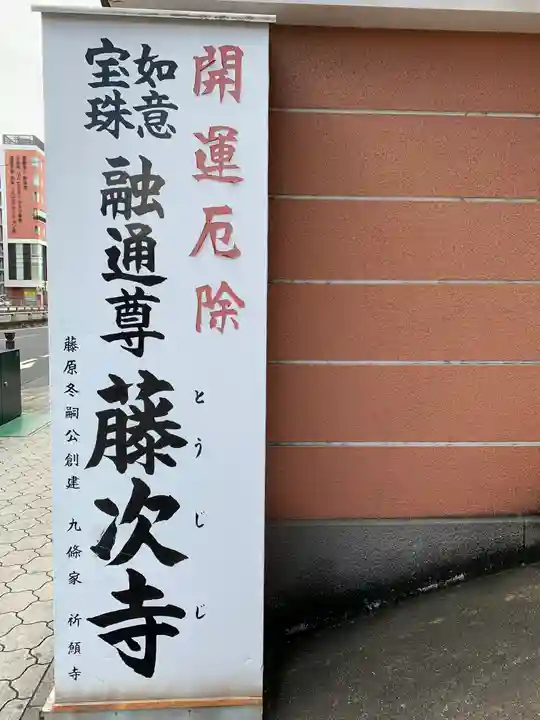 開運厄除
如意
宝珠
融通尊
藤次寺
とうじじ
藤原冬嗣公創建 九條家 祈願寺